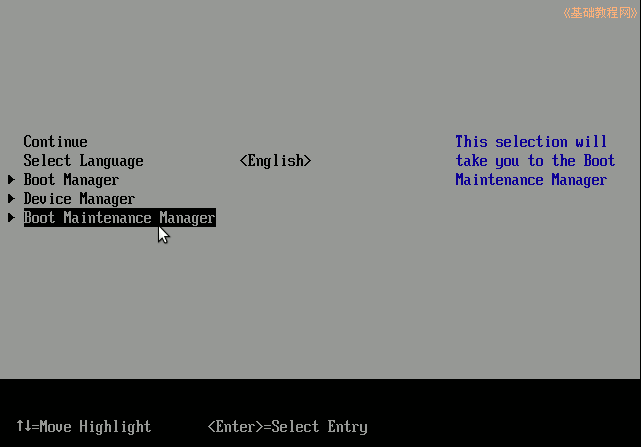 《基础教程网》
Continue
Select Language <English>
Boot Manager
Device Manager
Boot Maintenance Manager
This selection will
take you to the Boot
Maintenance Manager
↑↓=Move Highlight <Enter>=Select Entry